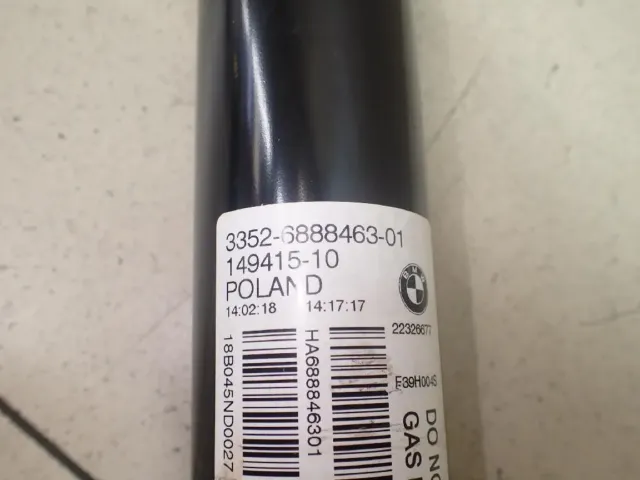 3352-6888463-01
149415-10
POLAND
14:02:18 14:17:17
BMW
22326677
E39H004S
18B045ND0027
HA688846301
DO NO
GAS